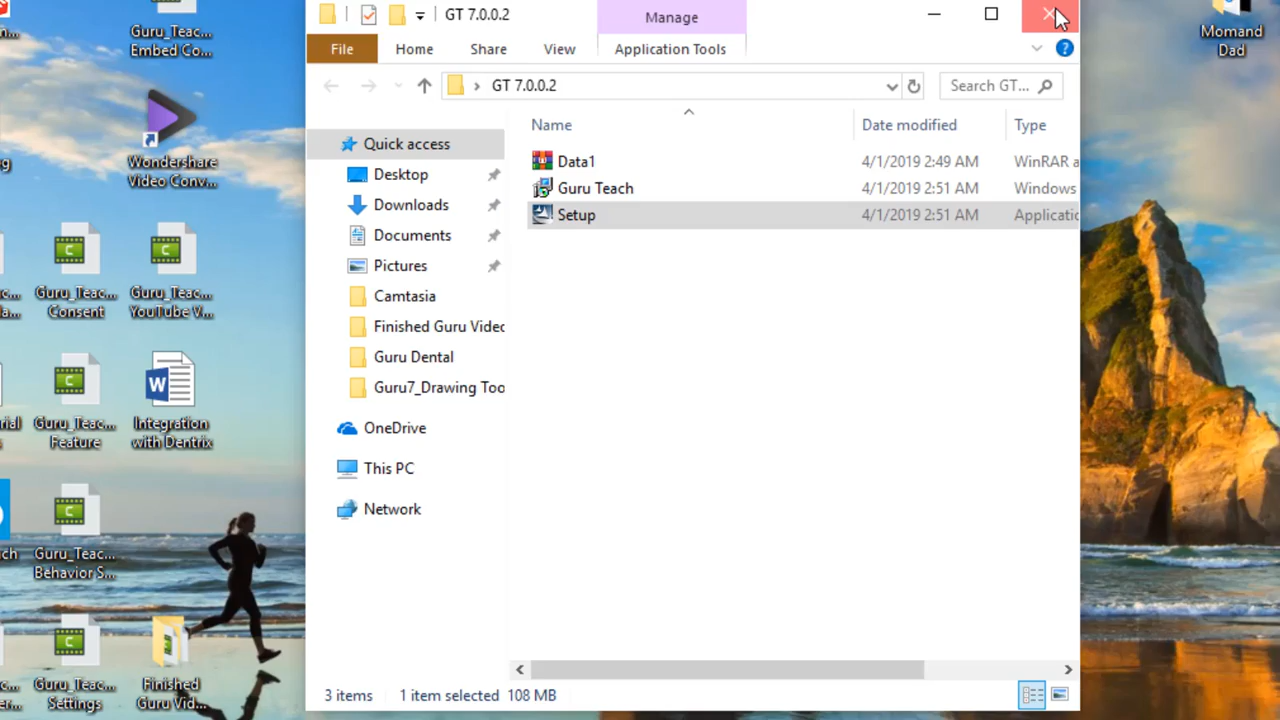 GT 7.0.0.2
Manage
File
Home
Share
View
Application Tools
GT 7.0.0.2
Search GT...
Name
Date modified
Type
Quick access
Desktop
Downloads
Documents
Pictures
Camtasia
Finished Guru Videc
Guru Dental
Guru7_Drawing Too
OneDrive
This PC
Network
Data1
4/1/2019 2:49 AM
WinRAR a
Guru Teach
4/1/2019 2:51 AM
Windows
Setup
4/1/2019 2:51 AM
Applicatic
3 items
1 item selected
108 MB
Guru_Teac...
Embed Co...
Wondershare
Video Conv...
Guru_Teac...
Consent
Guru_Teac...
YouTube V...
Guru_Teac...
Feature
Integration
with Dentrix
Guru_Teac...
Behavior S...
Guru_Teac...
Settings
Finished
Guru Vid...
Momand
Dad